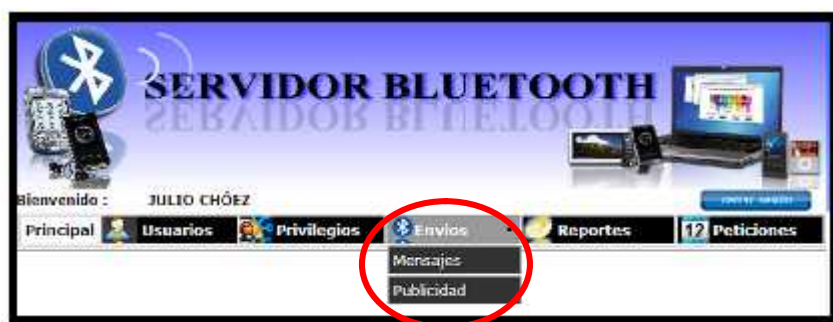 SERVIDOR BLUETOOTH
Bienvenido : JULIO CHÓEZ
Principal Usuarios Privilegios Envios Reportes 12 Peticiones
Mensajes
Publicidad